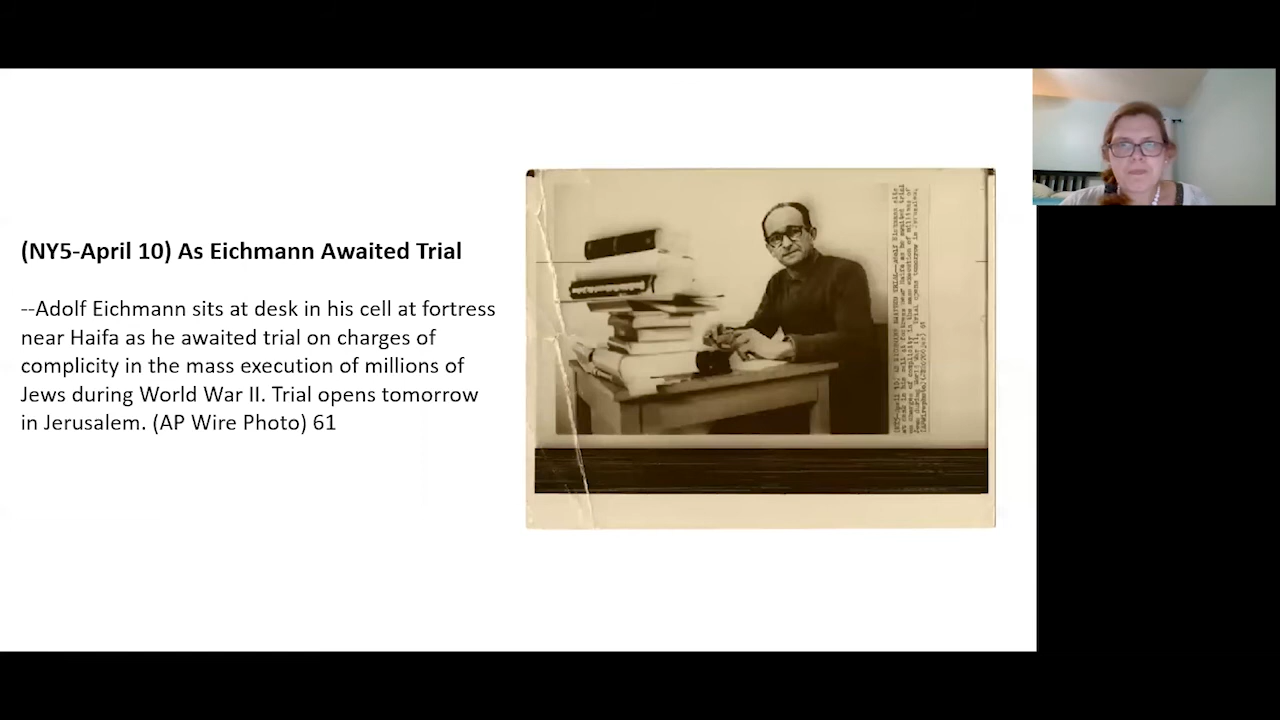 (NY5-April 10) As Eichmann Awaited Trial
--Adolf Eichmann sits at desk in his cell at fortress
near Haifa as he awaited trial on charges of
complicity in the mass execution of millions of
Jews during World War II. Trial opens tomorrow
in Jerusalem. (AP Wire Photo) 61